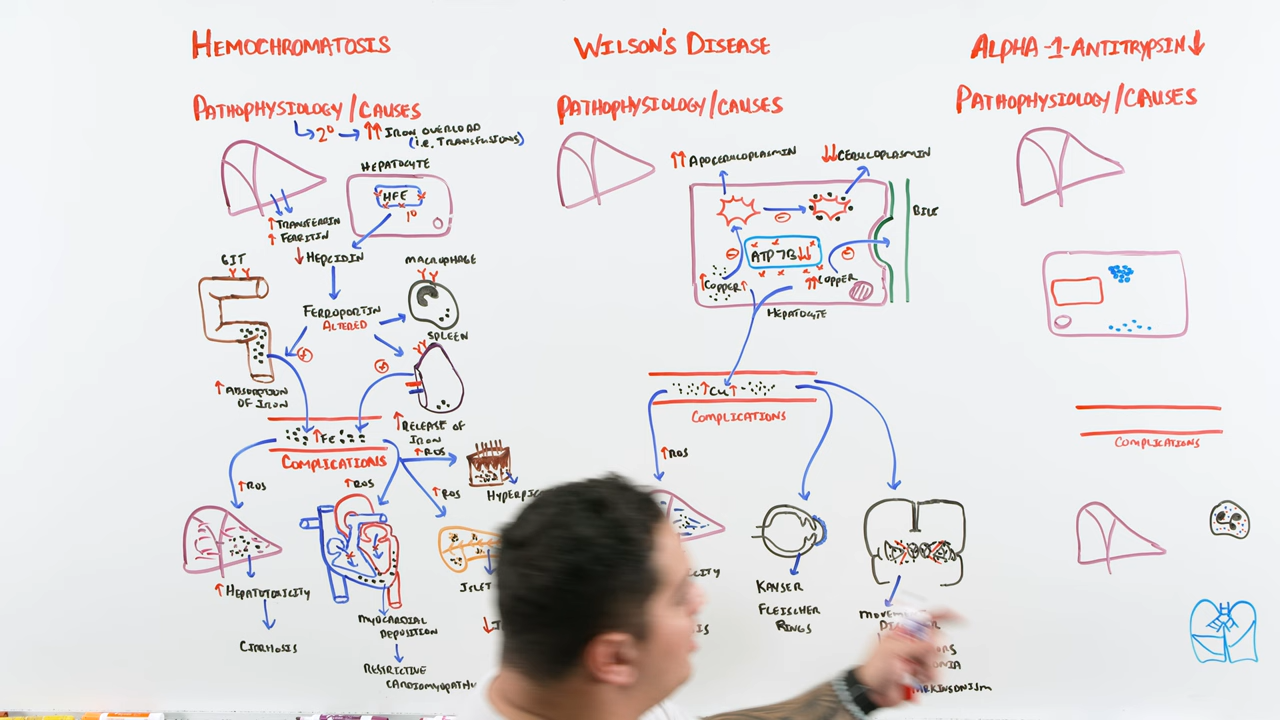 HEMOCHROMATOSIS
PATHOPHYSIOLOGY/CAUSES
2° → ↑↑ IRON OVERLOAD
(i.e. TRANSFUSIONS)
HEPATOCYTE
HFE
1°
↑ TRANSFERRIN
↑ FERRITIN
↓ HEPCIDIN
GIT
MACROPHAGE
FERROPORTIN
ALTERED
SPLEEN
↑ ABSORPTION
OF IRON
↑ RELEASE OF
IRON
↑ Fe
COMPLICATIONS
↑ROS
↑ROS
↑ROS
↑ROS
↑ HEPATOTOXICITY
CIRRHOSIS
MYOCARDIAL
DEPOSITION
RESTRICTIVE
CARDIOMYOPATHY
WILSON'S DISEASE
PATHOPHYSIOLOGY/CAUSES
↑↑ APOCERULOPLASMIN
↓↓ CERULOPLASMIN
BILE
ATP7B↓↓
↑COPPER↑
↑↑ COPPER
HEPATOCYTE
↑Cu↑
COMPLICATIONS
↑ROS
KAYSER
FLEISCHER
RINGS
PARKINSONISM
ALPHA-1-ANTITRYPSIN↓
PATHOPHYSIOLOGY/CAUSES
COMPLICATIONS